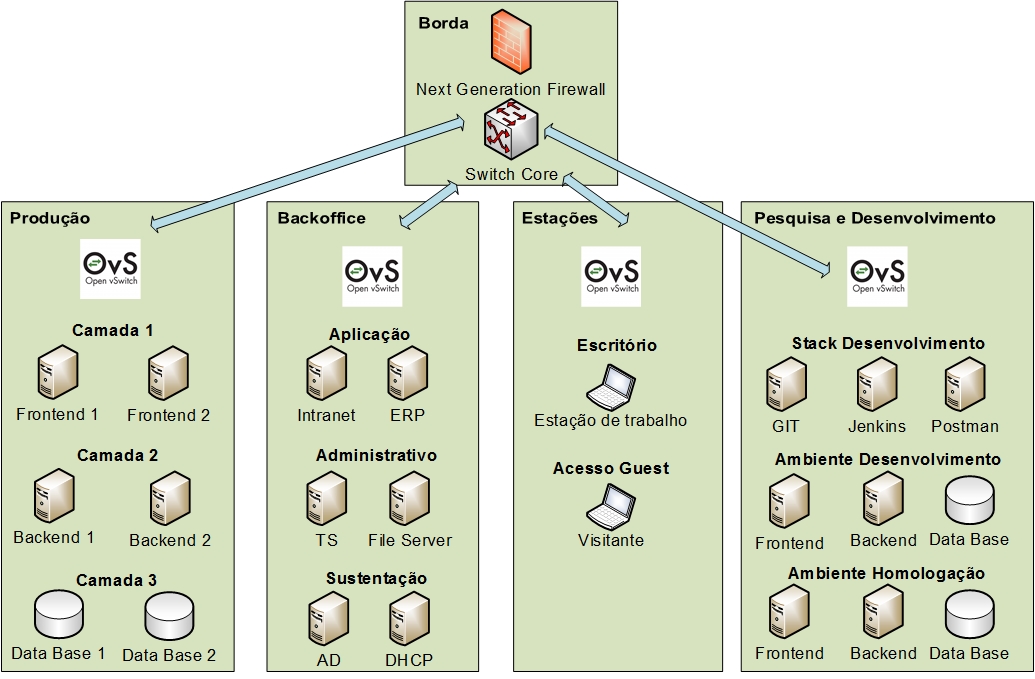 Borda
Next Generation Firewall
Switch Core
Produção
OvS
Open vSwitch
Camada 1
Frontend 1
Frontend 2
Camada 2
Backend 1
Backend 2
Camada 3
Data Base 1
Data Base 2
Backoffice
OvS
Open vSwitch
Aplicação
Intranet
ERP
Administrativo
TS
File Server
Sustentação
AD
DHCP
Estações
OvS
Open vSwitch
Escritório
Estação de trabalho
Acesso Guest
Visitante
Pesquisa e Desenvolvimento
OvS
Open vSwitch
Stack Desenvolvimento
GIT
Jenkins
Postman
Ambiente Desenvolvimento
Frontend
Backend
Data Base
Ambiente Homologação
Frontend
Backend
Data Base